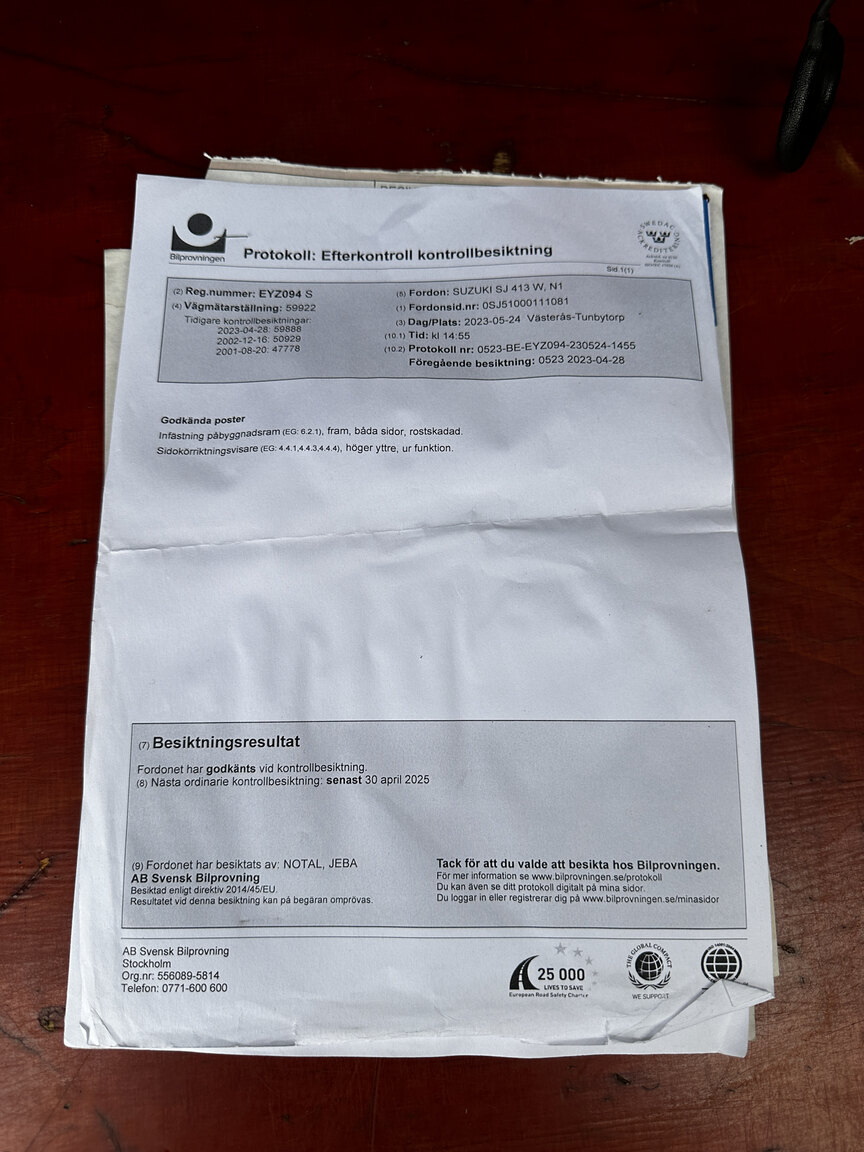 Bilprovningen
Protokoll: Efterkontroll kontrollbesiktning
SWEDAC ACKREDITERING
Sid.1(1)
(2) Reg.nummer: EYZ094 S
(4) Vägmätarställning: 59922
Tidigare kontrollbesiktningar:
2023-04-28: 59888
2002-12-16: 50929
2001-08-20: 47778
(5) Fordon: SUZUKI SJ 413 W, N1
(1) Fordonsid.nr: 0SJ51000111081
(3) Dag/Plats: 2023-05-24 Västerås-Tunbytorp
(10.1) Tid: kl 14:55
(10.2) Protokoll nr: 0523-BE-EYZ094-230524-1455
Föregående besiktning: 0523 2023-04-28
Godkända poster
Infästning påbyggnadsram (EG: 6.2.1), fram, båda sidor, rostskadad.
Sidokörriktningsvisare (EG: 4.4.1,4.4.3,4.4.4), höger yttre, ur funktion.
(7) Besiktningsresultat
Fordonet har godkänts vid kontrollbesiktning.
(8) Nästa ordinarie kontrollbesiktning: senast 30 april 2025
(9) Fordonet har besiktats av: NOTAL, JEBA
AB Svensk Bilprovning
Besiktad enligt direktiv 2014/45/EU.
Resultatet vid denna besiktning kan på begäran omprövas.
Tack för att du valde att besikta hos Bilprovningen.
För mer information se www.bilprovningen.se/protokoll
Du kan även se ditt protokoll digitalt på mina sidor.
Du loggar in eller registrerar dig på www.bilprovningen.se/minasidor
AB Svensk Bilprovning
Stockholm
Org.nr: 556089-5814
Telefon: 0771-600 600
25 000
LIVES TO SAVE
European Road Safety Charter
THE GLOBAL COMPACT
WE SUPPORT